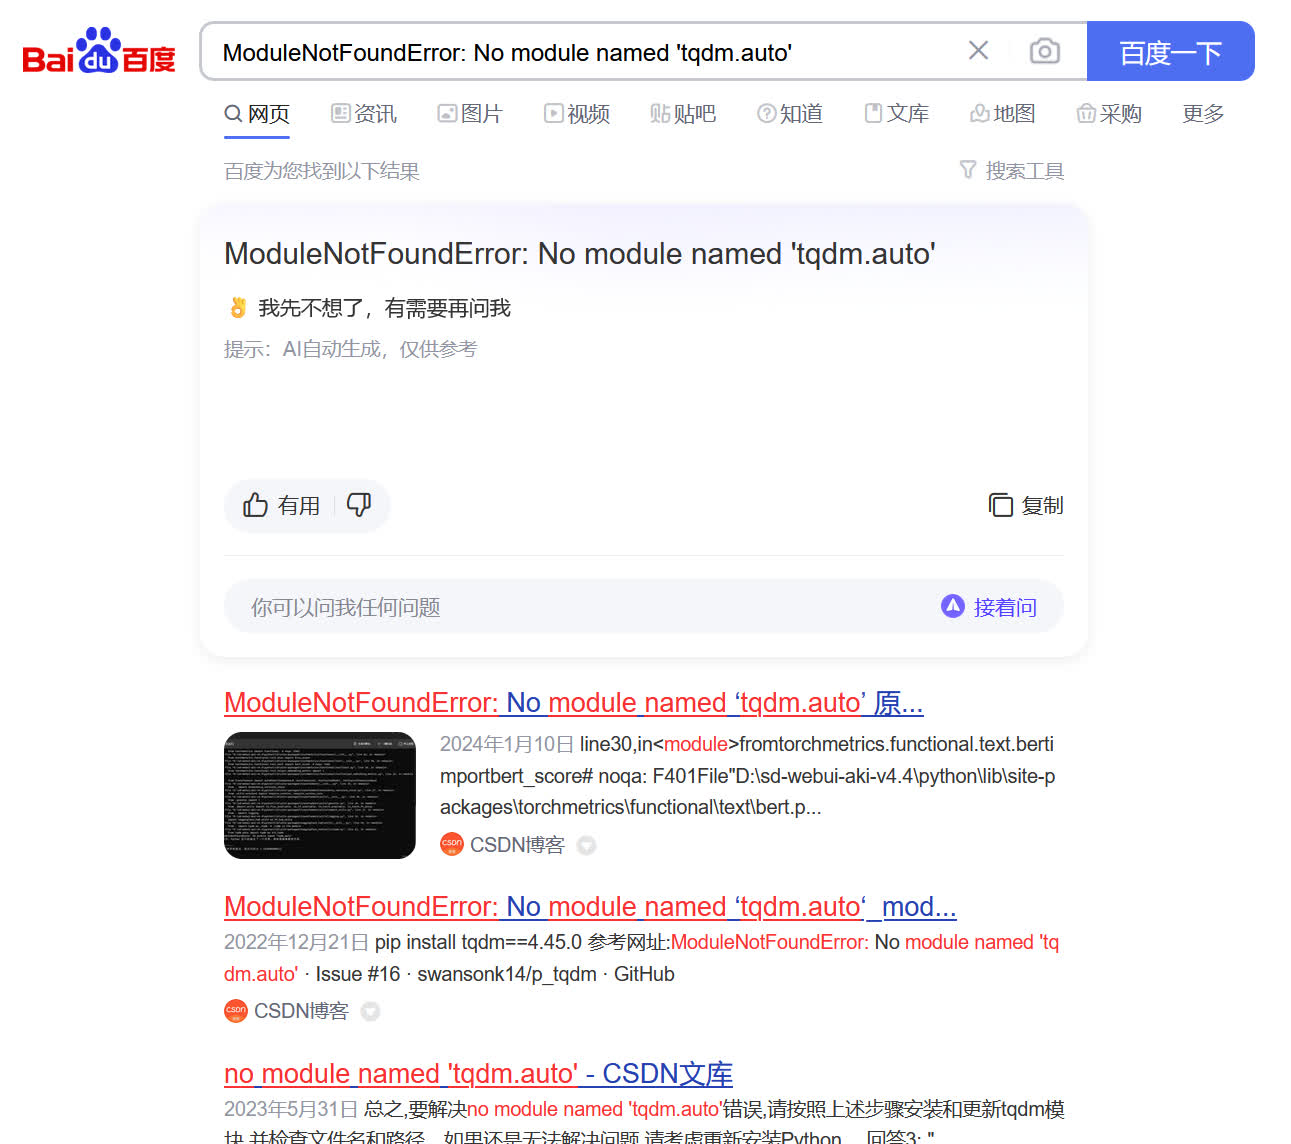 Bai du 百度
ModuleNotFoundError: No module named 'tqdm.auto'
百度一下
网页 资讯 图片 视频 贴吧 知道 文库 地图 采购 更多
百度为您找到以下结果 搜索工具
ModuleNotFoundError: No module named 'tqdm.auto'
👌 我先不想了，有需要再问我
提示：AI自动生成，仅供参考
有用 复制
你可以问我任何问题 接着问
ModuleNotFoundError: No module named ‘tqdm.auto’ 原...
2024年1月10日 line30,in<module>fromtorchmetrics.functional.text.berti
mportbert_score# noqa: F401File"D:\sd-webui-aki-v4.4\python\lib\site-p
ackages\torchmetrics\functional\text\bert.p...
CSDN博客
ModuleNotFoundError: No module named ‘tqdm.auto‘_mod...
2022年12月21日 pip install tqdm==4.45.0 参考网址:ModuleNotFoundError: No module named 'tq
dm.auto' · Issue #16 · swansonk14/p_tqdm · GitHub
CSDN博客
no module named 'tqdm.auto' - CSDN文库
2023年5月31日 总之,要解决no module named 'tqdm.auto'错误,请按照上述步骤安装和更新tqdm模
块,并检查文件名和路径。如果还是无法解决问题,请考虑重新安装Python... 回答3: "